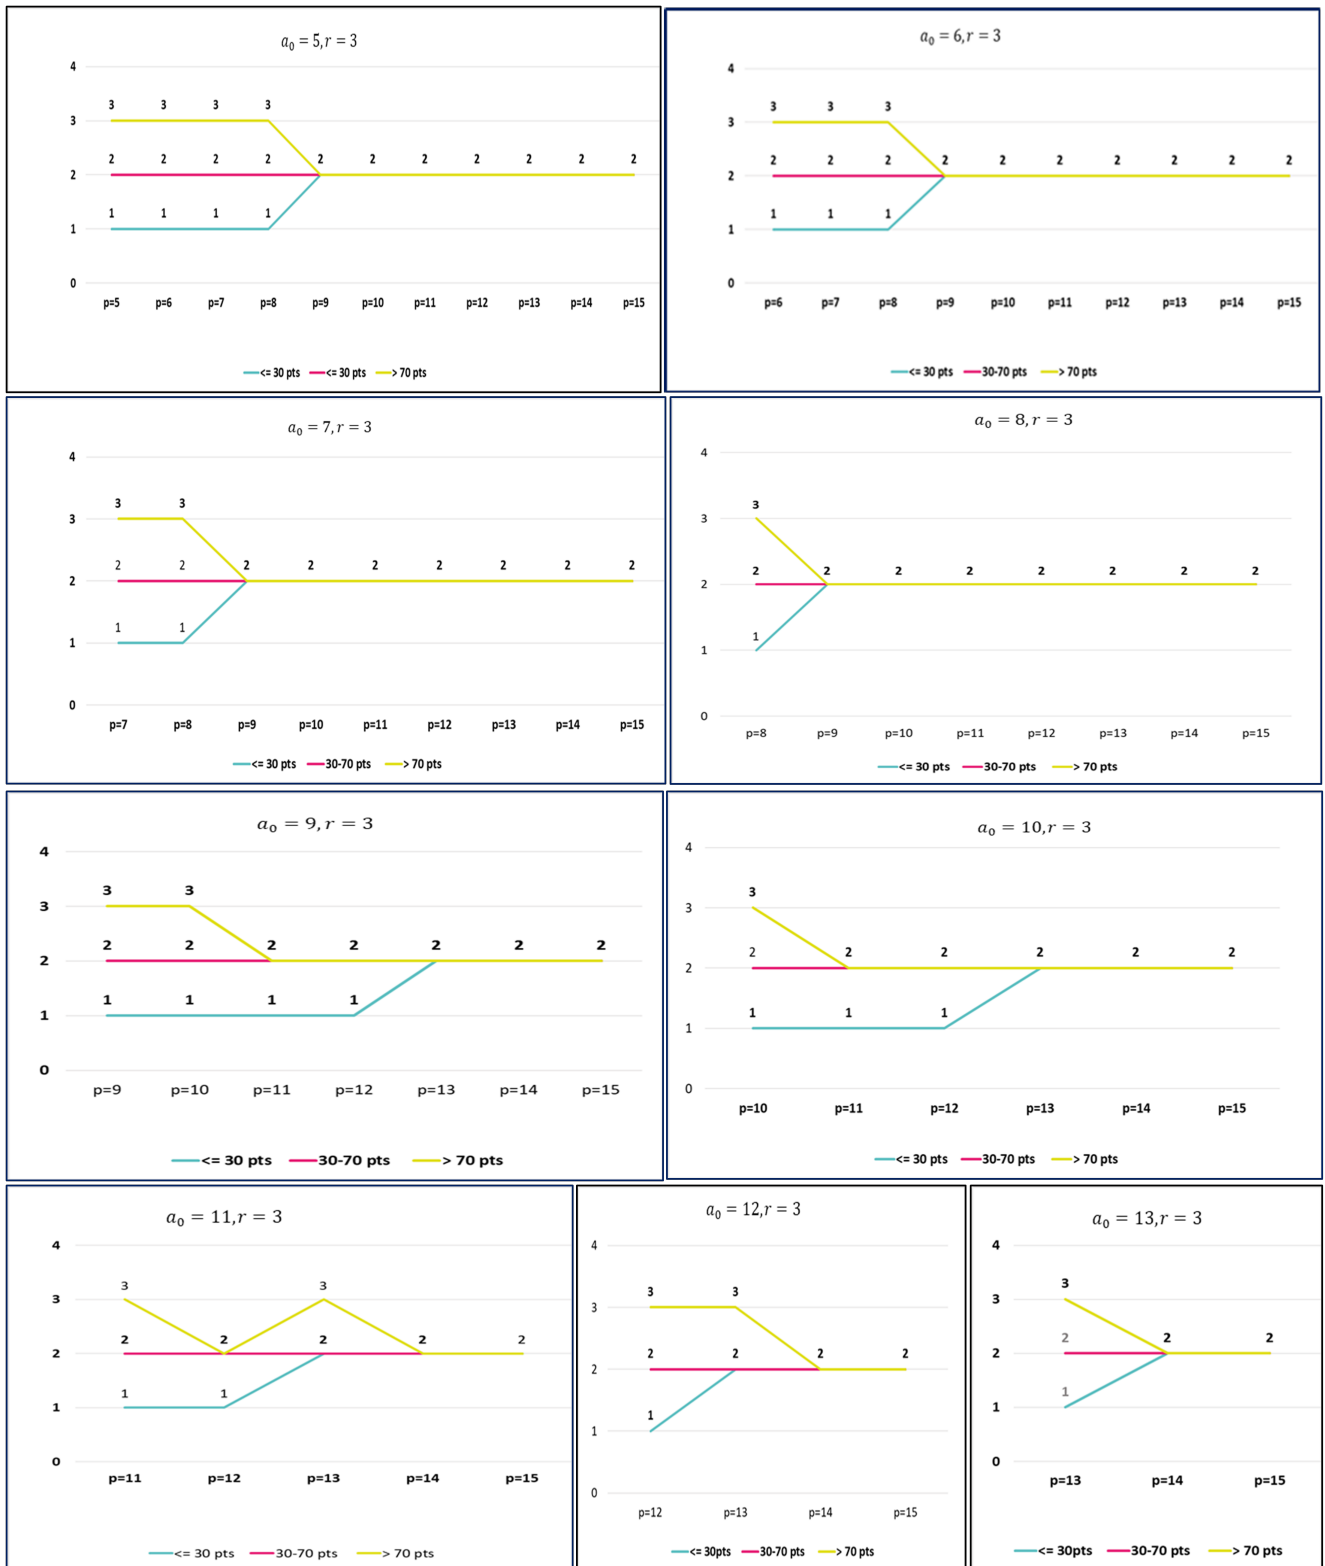 a₀ = 5,r = 3
4
3 3 3 3
3
2 2 2 2 2 2 2 2 2 2 2
2
1 1 1 1
1
0
p=5 p=6 p=7 p=8 p=9 p=10 p=11 p=12 p=13 p=14 p=15
<= 30 pts <= 30 pts > 70 pts
a₀ = 6,r = 3
4
3 3 3
3
2 2 2 2 2 2 2 2 2 2
2
1 1 1
1
0
p=6 p=7 p=8 p=9 p=10 p=11 p=12 p=13 p=14 p=15
<= 30 pts 30-70 pts > 70 pts
a₀ = 7,r = 3
4
3 3
3
2 2 2 2 2 2 2 2 2
2
1 1
1
0
p=7 p=8 p=9 p=10 p=11 p=12 p=13 p=14 p=15
<= 30 pts 30-70 pts > 70 pts
a₀ = 8,r = 3
4
3
3
2 2 2 2 2 2 2 2
2
1
1
0
p=8 p=9 p=10 p=11 p=12 p=13 p=14 p=15
<= 30 pts 30-70 pts > 70 pts
a₀ = 9,r = 3
4
3 3
3
2 2 2 2 2 2 2
2
1 1 1 1
1
0
p=9 p=10 p=11 p=12 p=13 p=14 p=15
<= 30 pts 30-70 pts > 70 pts
a₀ = 10,r = 3
4
3
3
2 2 2 2 2 2
2
1 1 1
1
0
p=10 p=11 p=12 p=13 p=14 p=15
<= 30 pts 30-70 pts > 70 pts
a₀ = 11,r = 3
4
3 3
3
2 2 2 2 2
2
1 1
1
0
p=11 p=12 p=13 p=14 p=15
<= 30 pts 30-70 pts > 70 pts
a₀ = 12,r = 3
4
3 3
3
2 2 2 2
2
1
1
0
p=12 p=13 p=14 p=15
<= 30pts 30-70 pts > 70 pts
a₀ = 13,r = 3
4
3
3
2 2 2
2
1
1
0
p=13 p=14 p=15
<= 30pts 30-70 pts > 70 pts